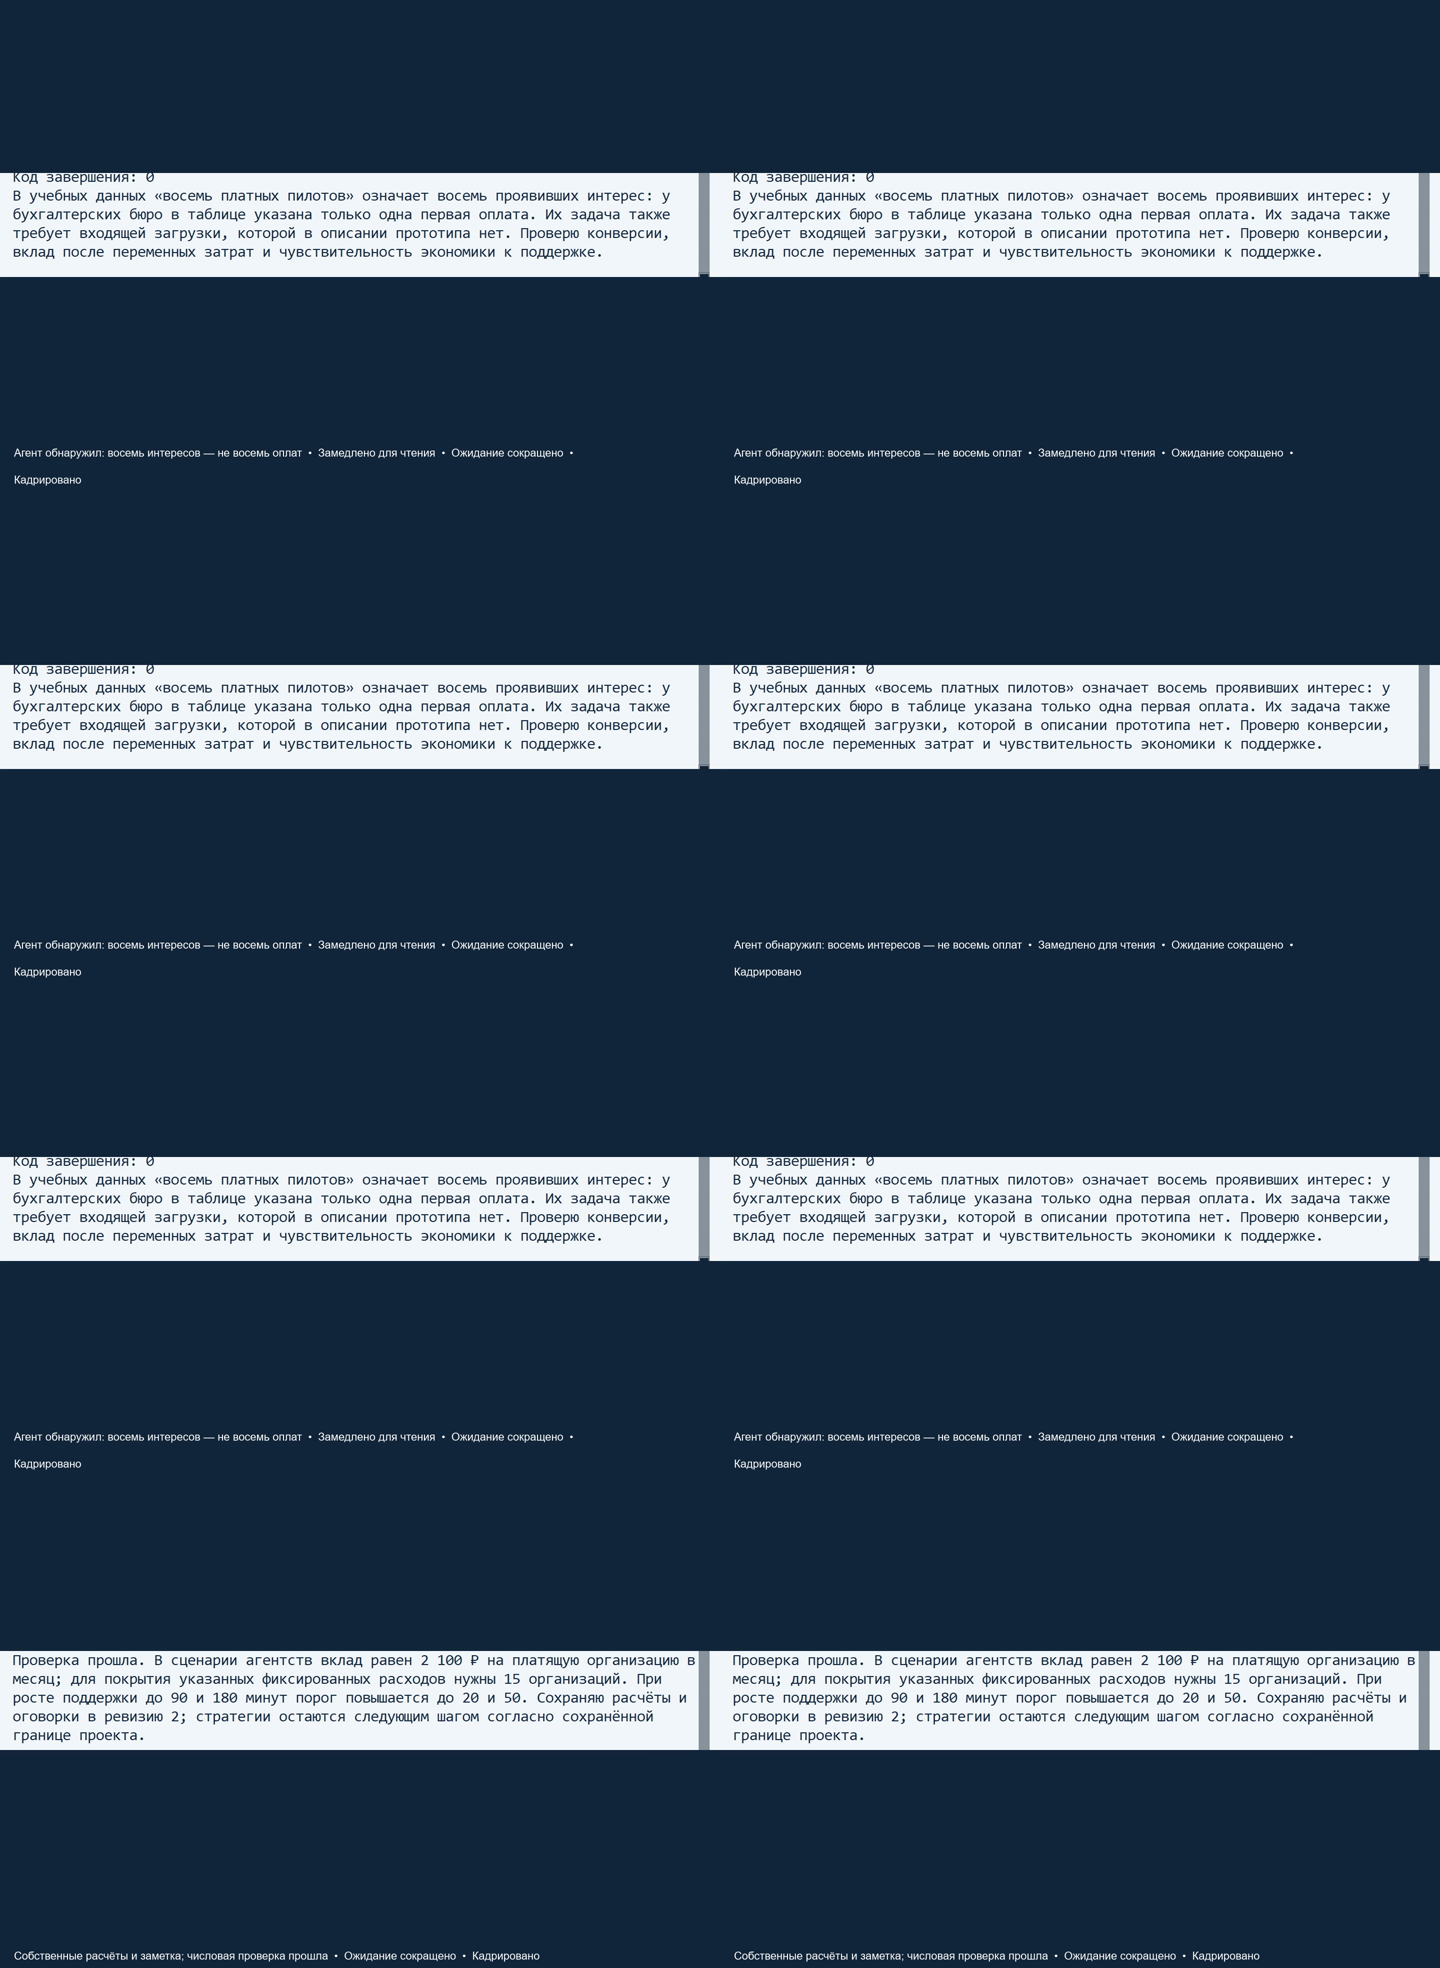 Код завершения: 0
В учебных данных «восемь платных пилотов» означает восемь проявивших интерес: у
бухгалтерских бюро в таблице указана только одна первая оплата. Их задача также
требует входящей загрузки, которой в описании прототипа нет. Проверю конверсии,
вклад после переменных затрат и чувствительность экономики к поддержке.
Код завершения: 0
В учебных данных «восемь платных пилотов» означает восемь проявивших интерес: у
бухгалтерских бюро в таблице указана только одна первая оплата. Их задача также
требует входящей загрузки, которой в описании прототипа нет. Проверю конверсии,
вклад после переменных затрат и чувствительность экономики к поддержке.
Агент обнаружил: восемь интересов — не восемь оплат • Замедлено для чтения • Ожидание сокращено •
Кадрировано
Агент обнаружил: восемь интересов — не восемь оплат • Замедлено для чтения • Ожидание сокращено •
Кадрировано
Код завершения: 0
В учебных данных «восемь платных пилотов» означает восемь проявивших интерес: у
бухгалтерских бюро в таблице указана только одна первая оплата. Их задача также
требует входящей загрузки, которой в описании прототипа нет. Проверю конверсии,
вклад после переменных затрат и чувствительность экономики к поддержке.
Код завершения: 0
В учебных данных «восемь платных пилотов» означает восемь проявивших интерес: у
бухгалтерских бюро в таблице указана только одна первая оплата. Их задача также
требует входящей загрузки, которой в описании прототипа нет. Проверю конверсии,
вклад после переменных затрат и чувствительность экономики к поддержке.
Агент обнаружил: восемь интересов — не восемь оплат • Замедлено для чтения • Ожидание сокращено •
Кадрировано
Агент обнаружил: восемь интересов — не восемь оплат • Замедлено для чтения • Ожидание сокращено •
Кадрировано
Код завершения: 0
В учебных данных «восемь платных пилотов» означает восемь проявивших интерес: у
бухгалтерских бюро в таблице указана только одна первая оплата. Их задача также
требует входящей загрузки, которой в описании прототипа нет. Проверю конверсии,
вклад после переменных затрат и чувствительность экономики к поддержке.
Код завершения: 0
В учебных данных «восемь платных пилотов» означает восемь проявивших интерес: у
бухгалтерских бюро в таблице указана только одна первая оплата. Их задача также
требует входящей загрузки, которой в описании прототипа нет. Проверю конверсии,
вклад после переменных затрат и чувствительность экономики к поддержке.
Агент обнаружил: восемь интересов — не восемь оплат • Замедлено для чтения • Ожидание сокращено •
Кадрировано
Агент обнаружил: восемь интересов — не восемь оплат • Замедлено для чтения • Ожидание сокращено •
Кадрировано
Проверка прошла. В сценарии агентств вклад равен 2 100 ₽ на платящую организацию в
месяц; для покрытия указанных фиксированных расходов нужны 15 организаций. При
росте поддержки до 90 и 180 минут порог повышается до 20 и 50. Сохраняю расчёты и
оговорки в ревизию 2; стратегии остаются следующим шагом согласно сохранённой
границе проекта.
Проверка прошла. В сценарии агентств вклад равен 2 100 ₽ на платящую организацию в
месяц; для покрытия указанных фиксированных расходов нужны 15 организаций. При
росте поддержки до 90 и 180 минут порог повышается до 20 и 50. Сохраняю расчёты и
оговорки в ревизию 2; стратегии остаются следующим шагом согласно сохранённой
границе проекта.
Собственные расчёты и заметка; числовая проверка прошла • Ожидание сокращено • Кадрировано
Собственные расчёты и заметка; числовая проверка прошла • Ожидание сокращено • Кадрировано